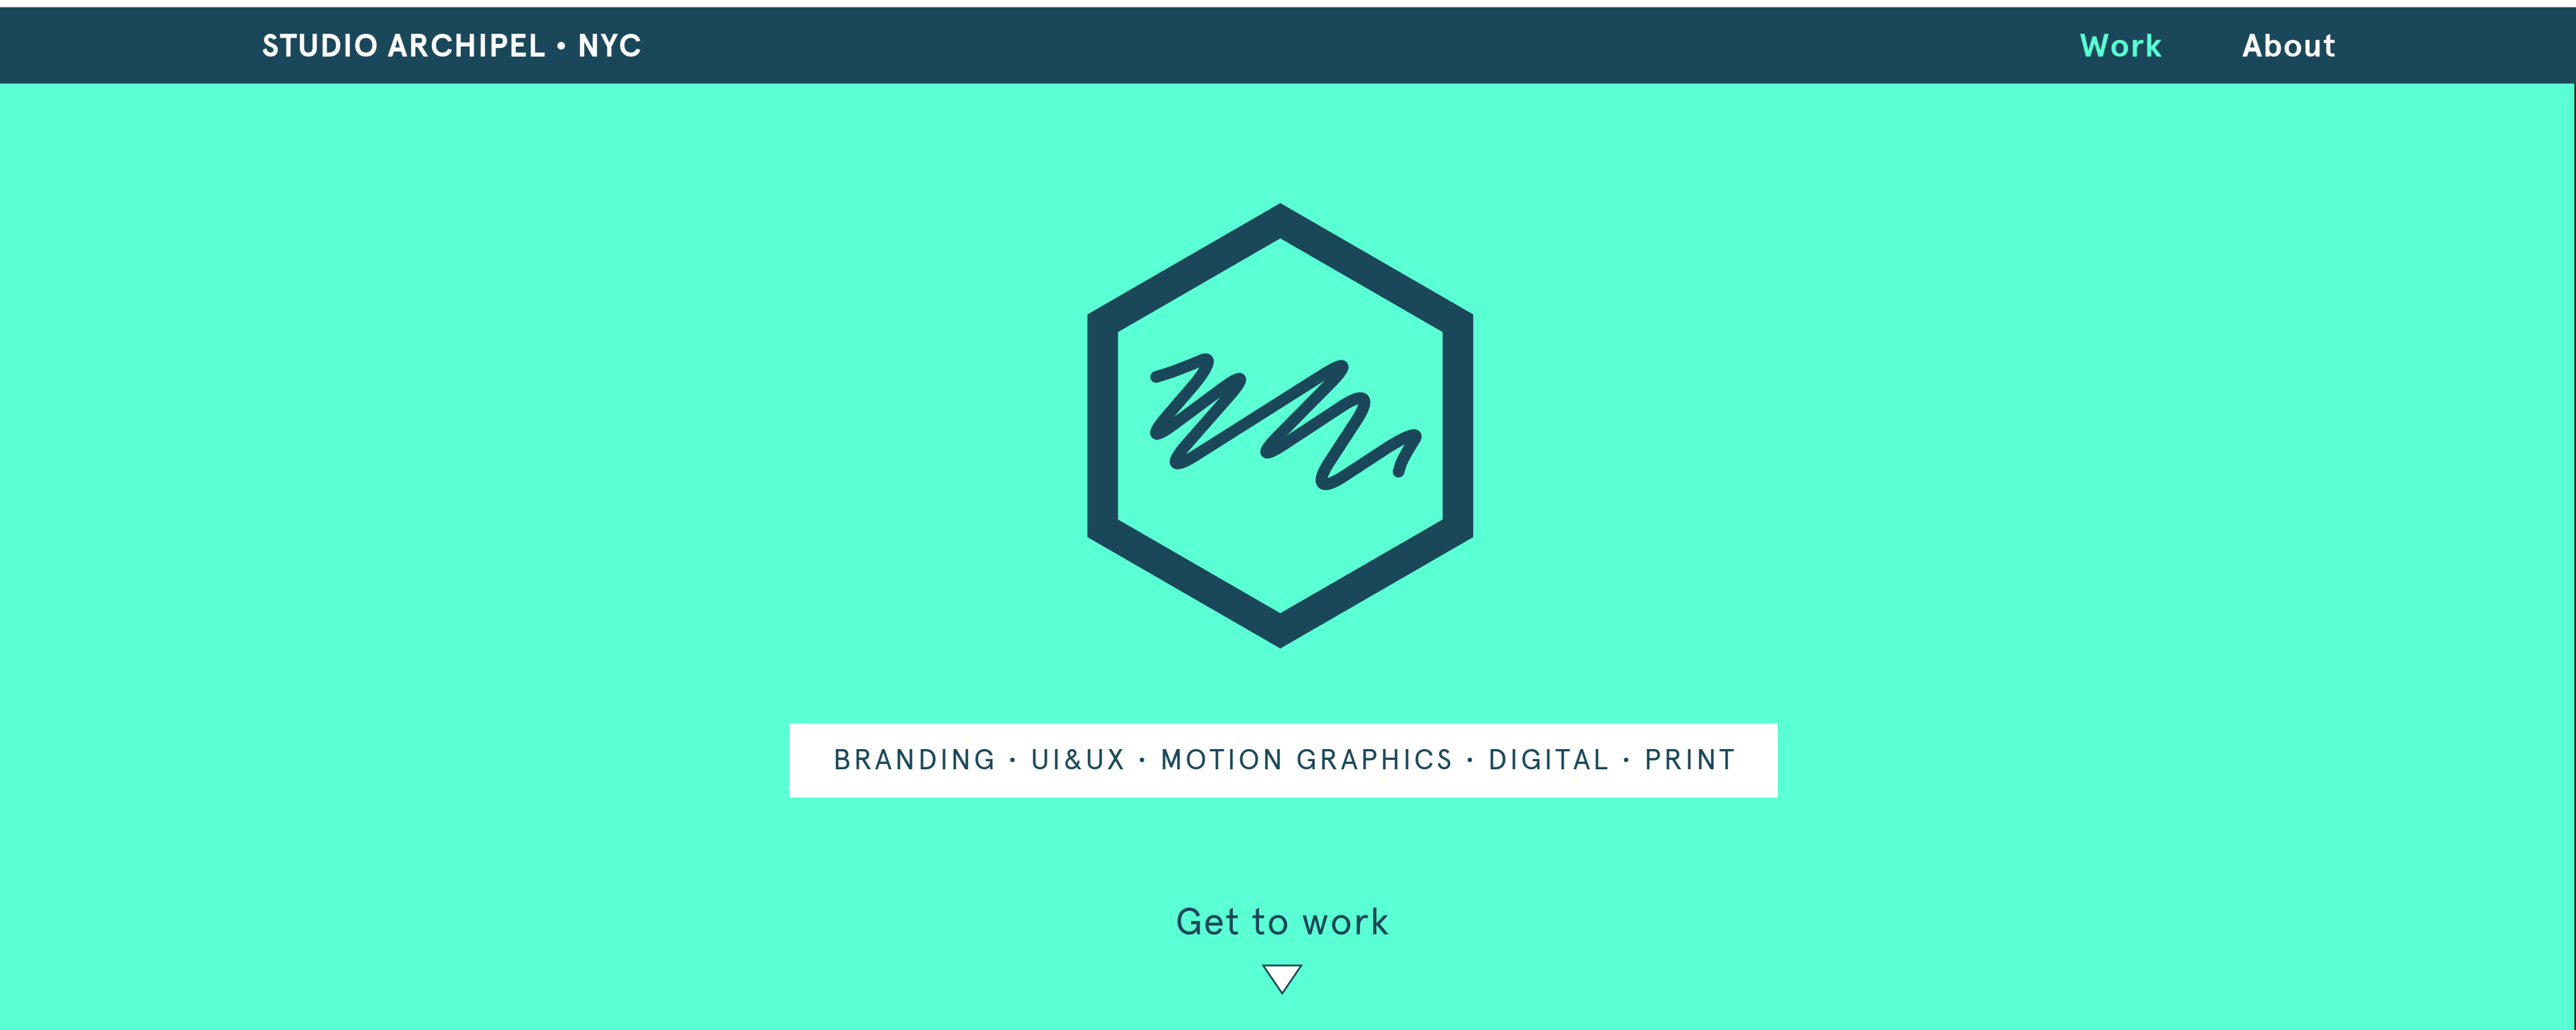 STUDIO ARCHIPEL • NYC
Work About
BRANDING · UI&UX · MOTION GRAPHICS · DIGITAL · PRINT
Get to work